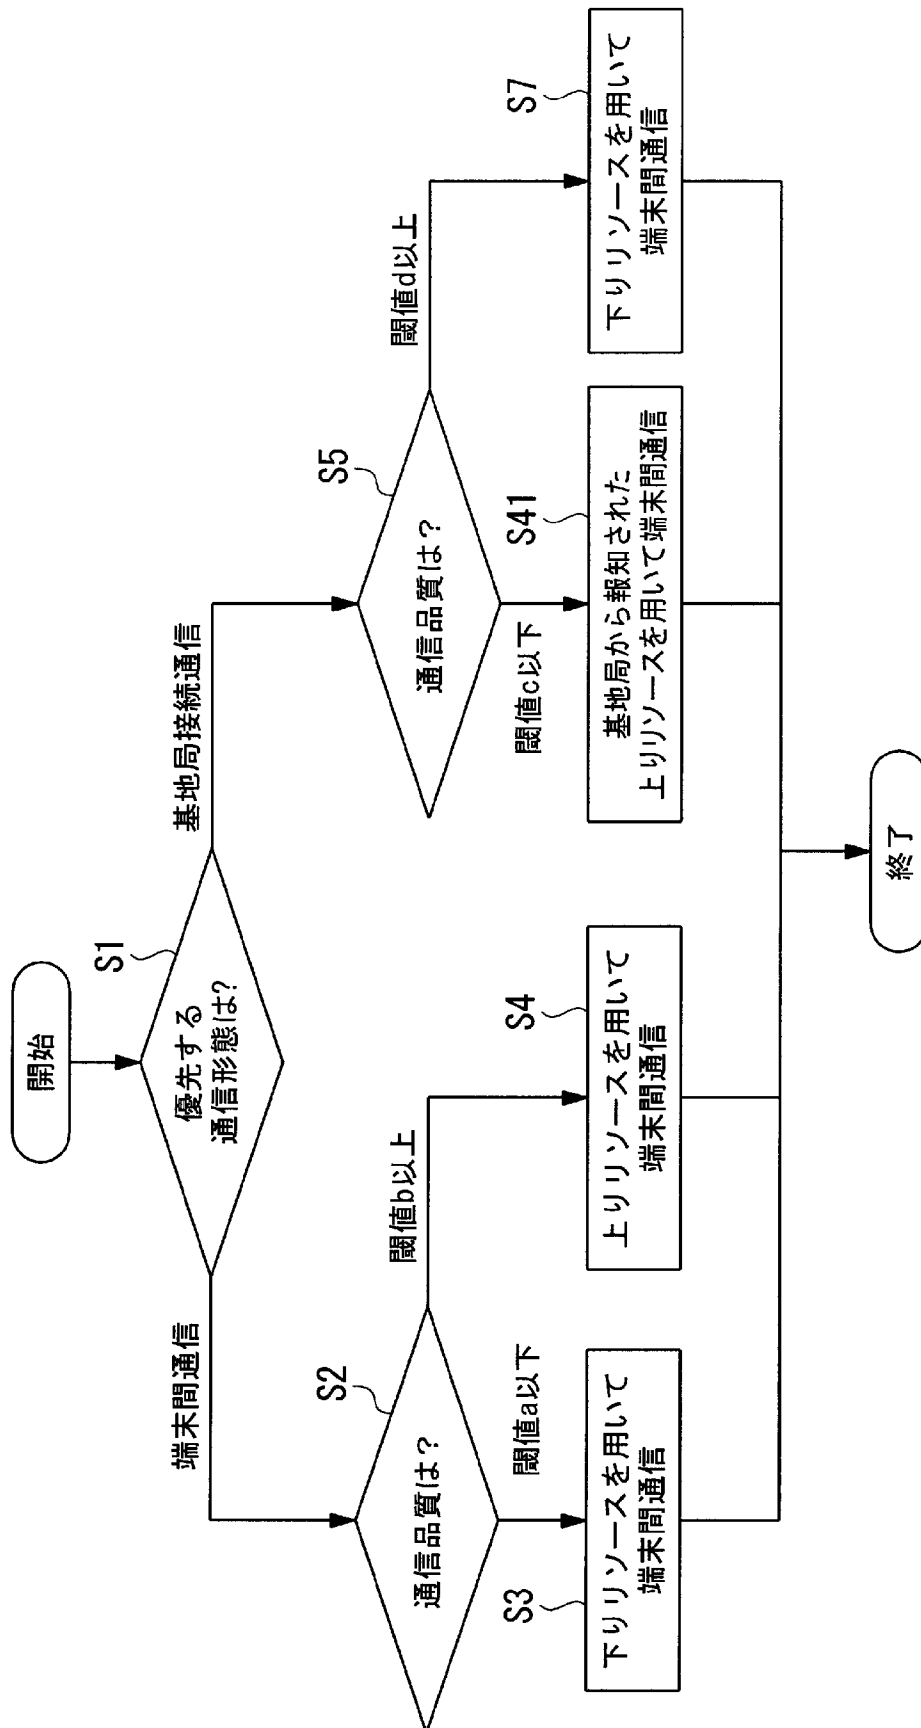 開始
S1
優先する
通信形態は?
端末間通信
基地局接続通信
S2
通信品質は?
閾値b以上
閾値a以下
S5
通信品質は?
閾値d以上
閾値c以下
S3
下りリソースを用いて
端末間通信
S4
上りリソースを用いて
端末間通信
S41
基地局から報知された
上りリソースを用いて端末間通信
S7
下りリソースを用いて
端末間通信
終了